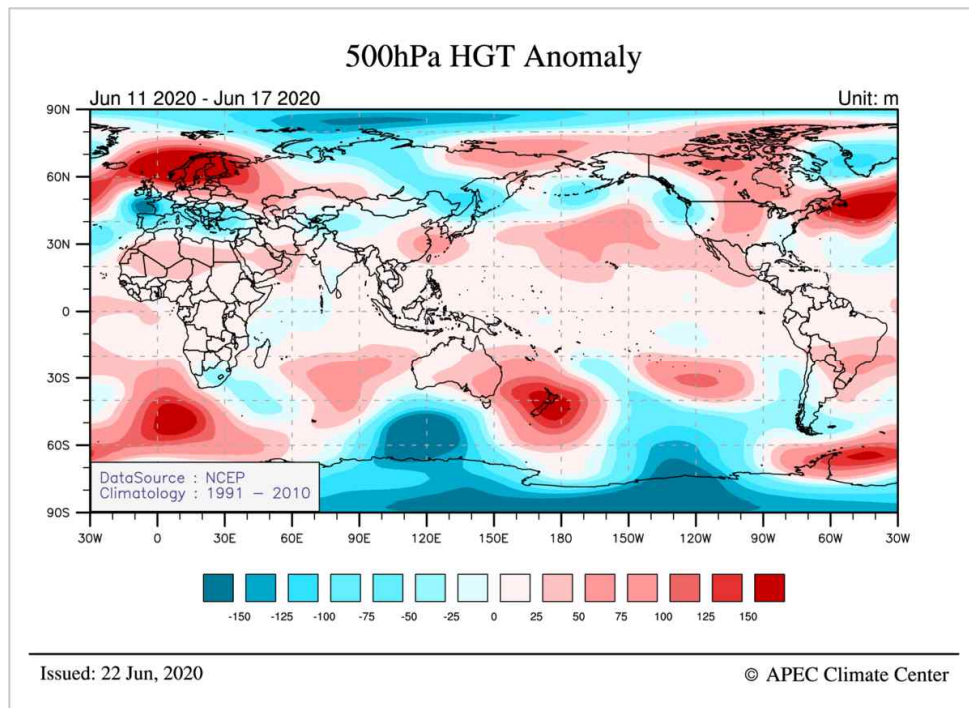 500hPa HGT Anomaly
Jun 11 2020 - Jun 17 2020 Unit: m
90N
60N
30N
0
30S
60S
90S
DataSource : NCEP
Climatology : 1991 – 2010
30W 0 30E 60E 90E 120E 150E 180 150W 120W 90W 60W 30W
-150 -125 -100 -75 -50 -25 0 25 50 75 100 125 150
Issued: 22 Jun, 2020 © APEC Climate Center